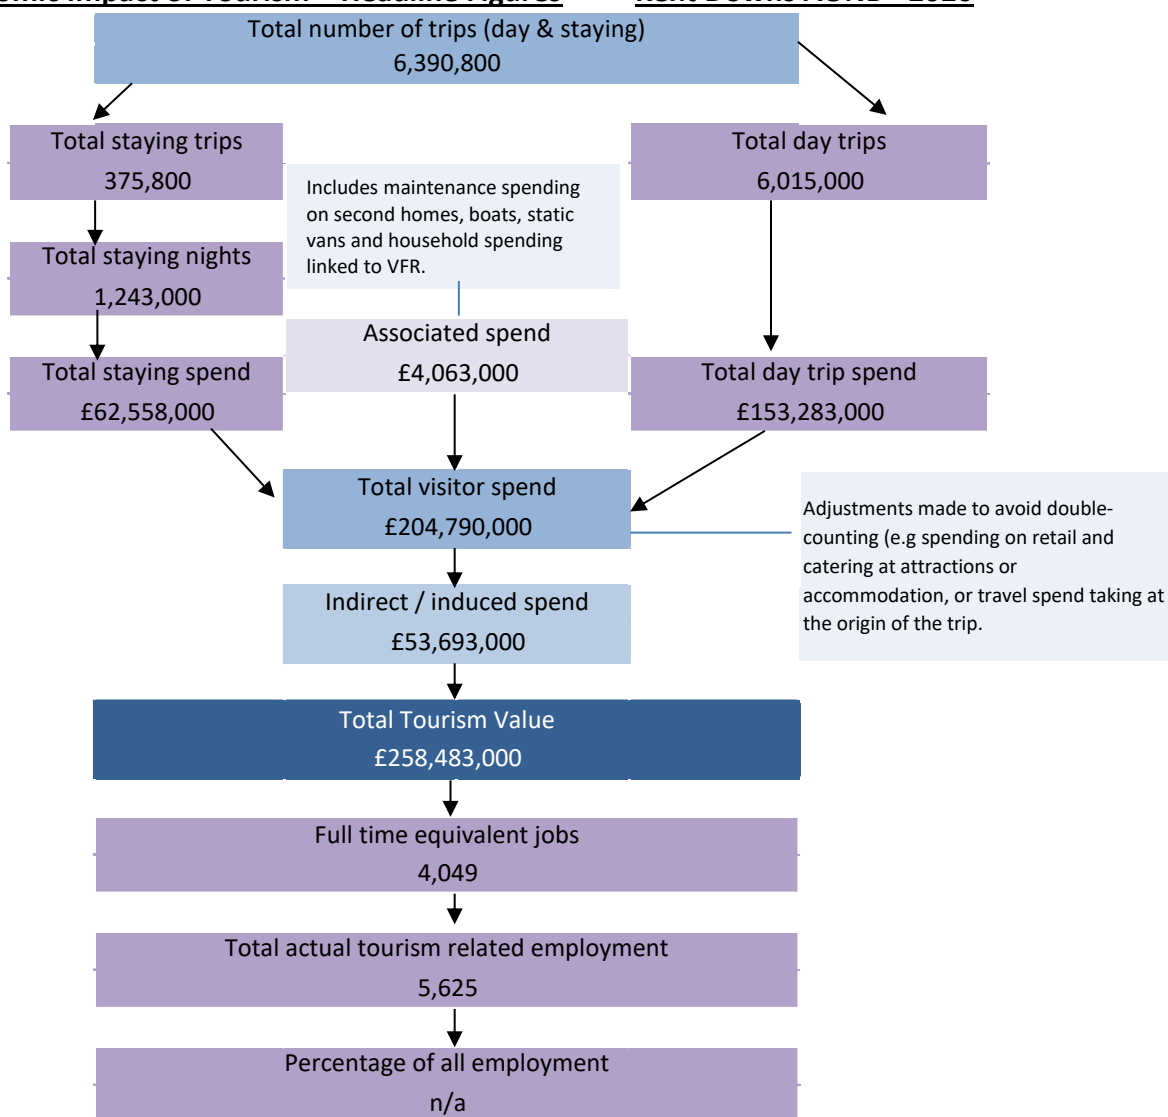 Total number of trips (day & staying)
6,390,800
Total staying trips
375,800
Total day trips
6,015,000
Includes maintenance spending
on second homes, boats, static
vans and household spending
linked to VFR.
Total staying nights
1,243,000
Associated spend
£4,063,000
Total staying spend
£62,558,000
Total day trip spend
£153,283,000
Total visitor spend
£204,790,000
Adjustments made to avoid double-
counting (e.g spending on retail and
catering at attractions or
accommodation, or travel spend taking at
the origin of the trip.
Indirect / induced spend
£53,693,000
Total Tourism Value
£258,483,000
Full time equivalent jobs
4,049
Total actual tourism related employment
5,625
Percentage of all employment
n/a